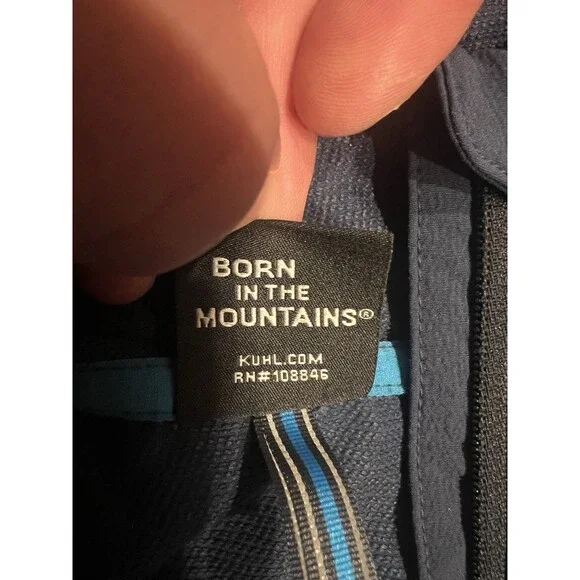 BORN
IN THE
MOUNTAINS®
KUHL.COM
RN#108846